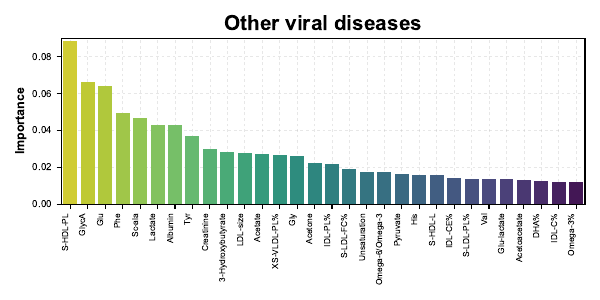 Other viral diseases
Importance
0.08
0.06
0.04
0.02
0.00
S-HDL-PL
GlycA
Glu
Phe
So-ala
Lactate
Albumin
Tyr
Creatinine
3-Hydroxybutyrate
LDL-size
Acetate
XS-VLDL-PL%
Gly
Acetone
IDL-PL%
S-LDL-FC%
Unsaturation
Omega-6/Omega-3
Pyruvate
His
S-HDL-L
IDL-CE%
S-LDL-PL%
Val
Glu-lactate
Acetoacetate
DHA%
IDL-C%
Omega-3%